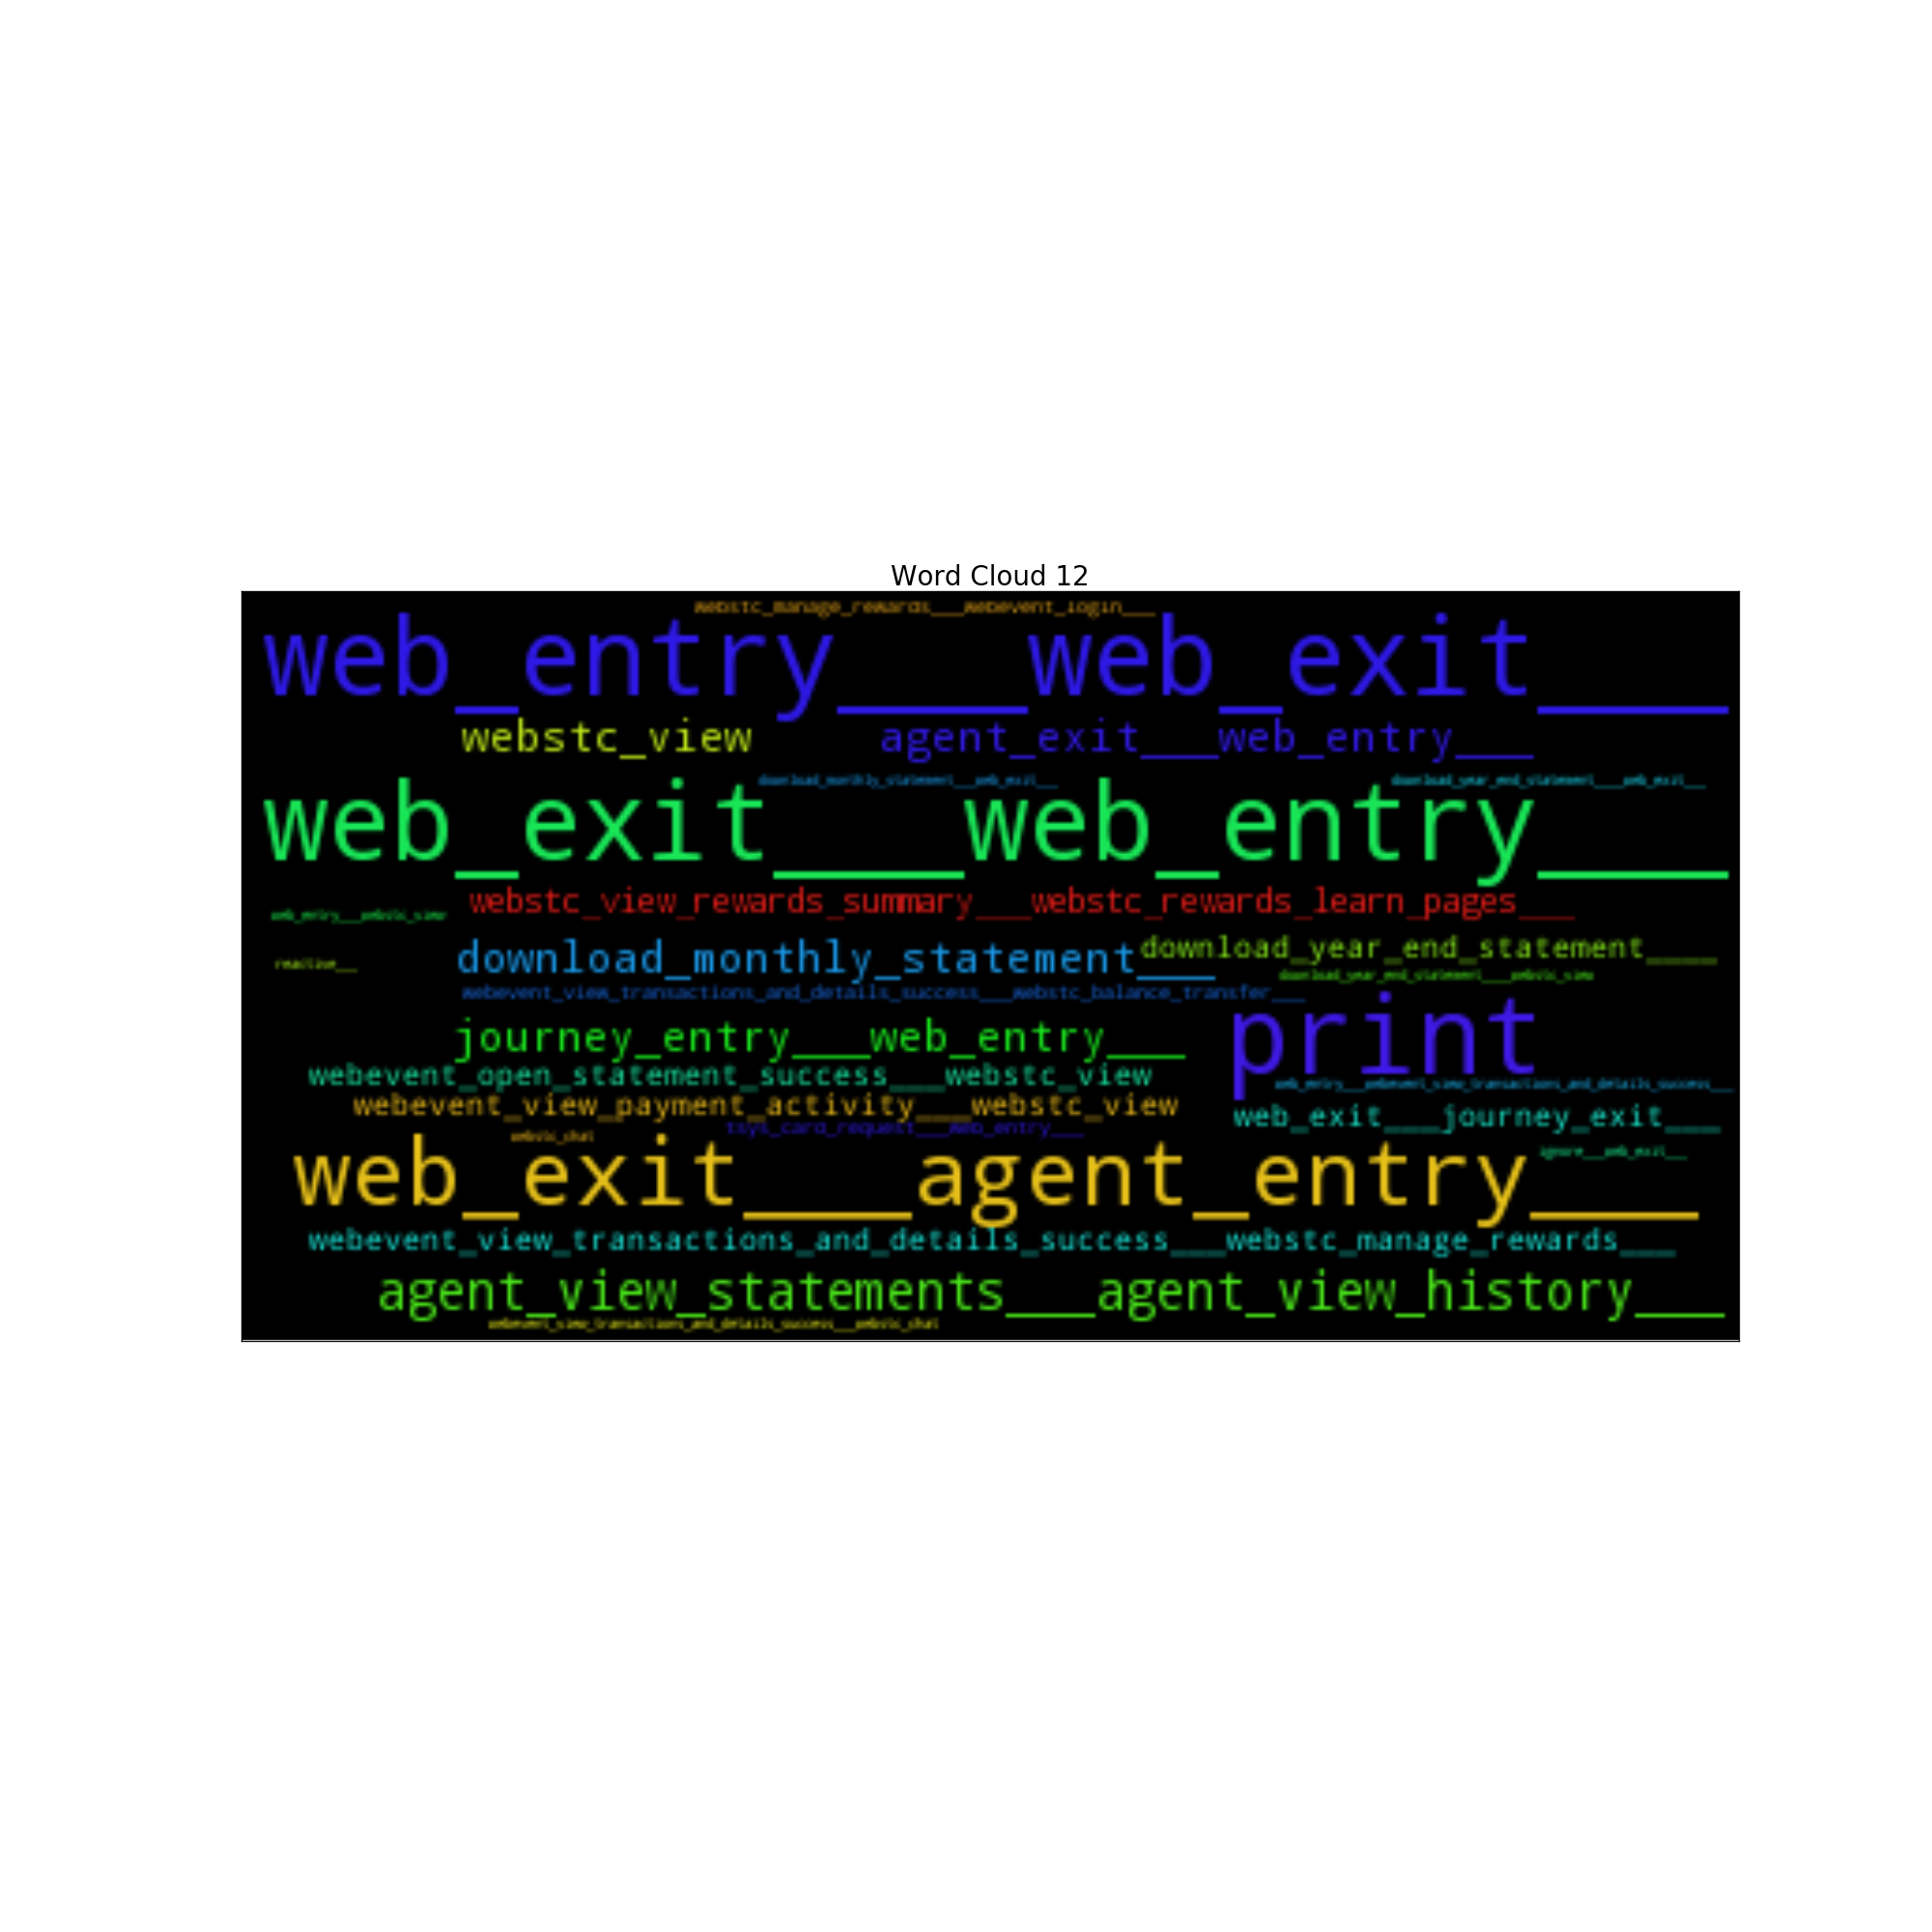 Word Cloud 12
webstc_manage_rewards___webevent_login___
web_entry___web_exit___
webstc_view
agent_exit___web_entry___
download_monthly_statement___web_exit___
download_year_end_statement___web_exit___
web_exit___web_entry___
webstc_view_rewards_summary___webstc_rewards_learn_pages___
web_entry___webstc_view
download_monthly_statement___
download_year_end_statement___
reactive___
download_year_end_statement___webstc_view
webevent_view_transactions_and_details_success___webstc_balance_transfer___
print
journey_entry___web_entry___
webevent_open_statement_success___webstc_view
web_entry___webevent_view_transactions_and_details_success___
webevent_view_payment_activity___webstc_view
web_exit___journey_exit___
tsys_card_request___web_entry___
webstc_chat
web_exit___agent_entry___
webevent_view_transactions_and_details_success___webstc_manage_rewards___
agent_view_statements___agent_view_history___
webevent_view_transactions_and_details_success___webstc_chat